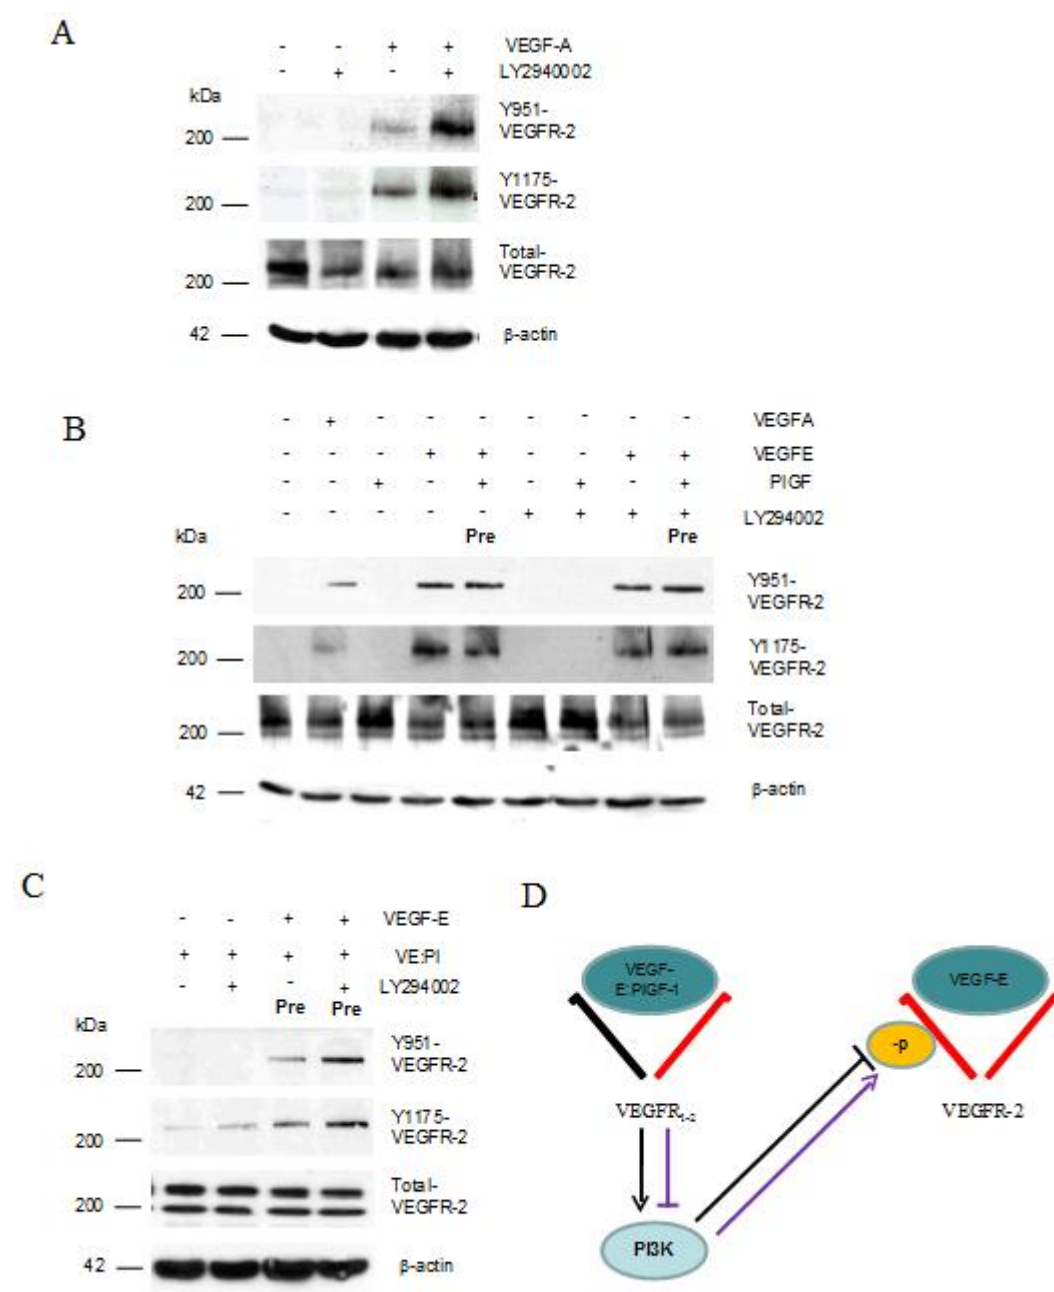 A
- - + + VEGF-A
- + - + LY2940002
kDa
Y951-
VEGFR-2
200
Y1175-
VEGFR-2
200
Total-
VEGFR-2
200
42
β-actin
B
- + - - - - - - - VEGFA
- - - + + - - + + VEGFE
- - + - + - + - + PIGF
- - - - - + + + + LY294002
Pre Pre
kDa
Y951-
VEGFR-2
200
Y1175-
VEGFR-2
200
Total-
VEGFR-2
200
42
β-actin
C
- - + + VEGF-E
+ + + + VE:PI
- + - + LY294002
Pre Pre
kDa
Y951-
VEGFR-2
200
Y1175-
VEGFR-2
200
Total-
VEGFR-2
200
42
β-actin
D
VEGF-
E:PIGF-1
VEGF-E
-p
VEGFR1-2
VEGFR-2
PI3K